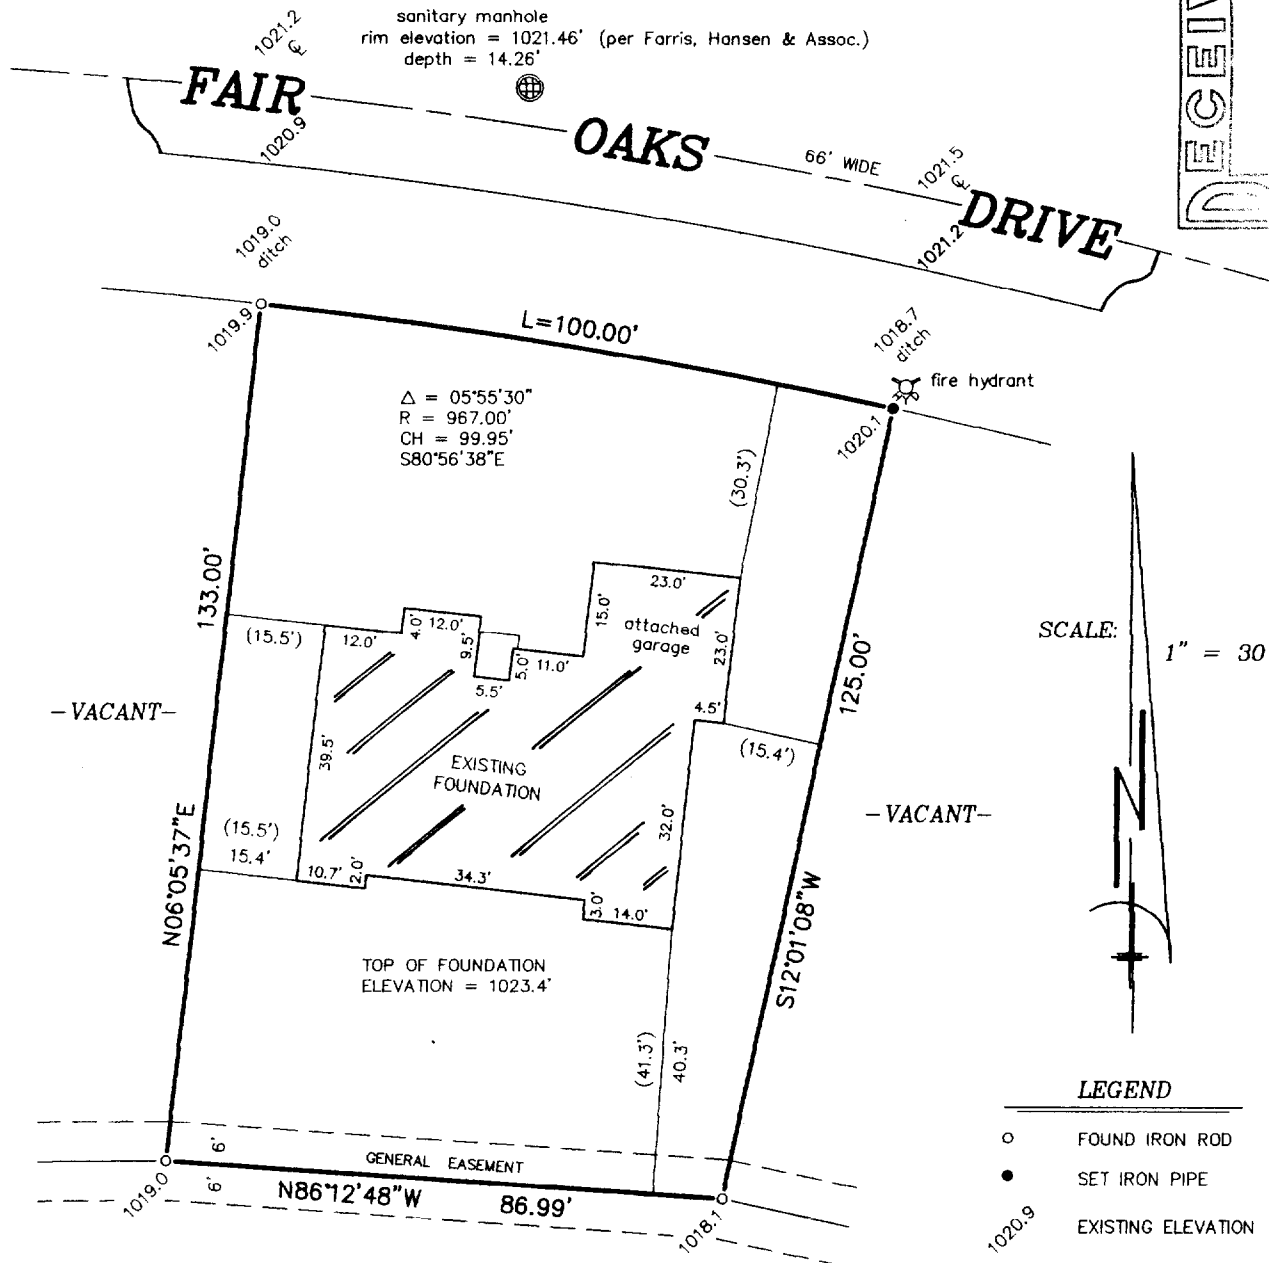 sanitary manhole
rim elevation = 1021.46' (per Farris, Hansen & Assoc.)
depth = 14.26'
1021.2
℄
FAIR OAKS DRIVE
66' WIDE
1020.9
1021.5
℄
1021.2
DECEIV
1019.0
ditch
1019.9
L=100.00'
1018.7
ditch
fire hydrant
HYD
1020.1
Δ = 05°55'30"
R = 967.00'
CH = 99.95'
S80°56'38"E
(30.3')
133.00'
(15.5')
12.0'
4.0'
12.0'
9.5'
5.5'
5.0'
11.0'
15.0'
23.0'
attached
garage
23.0'
4.5'
(15.4')
125.00'
SCALE:
1" = 30
N
-VACANT-
39.5'
EXISTING
FOUNDATION
32.0'
-VACANT-
(15.5')
15.4'
10.7'
2.0'
34.3'
3.0'
14.0'
N06°05'37"E
S12°01'08"W
TOP OF FOUNDATION
ELEVATION = 1023.4'
(41.3')
40.3'
6'
GENERAL EASEMENT
6'
N86°12'48"W 86.99'
1019.0
1018.1
LEGEND
FOUND IRON ROD
SET IRON PIPE
1020.9 EXISTING ELEVATION